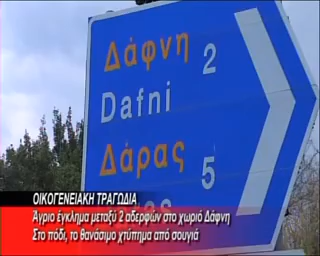 Δάφνη 2
Dafni
Δάρας 5
ΟΙΚΟΓΕΝΕΙΑΚΗ ΤΡΑΓΩΔΙΑ
Άγριο έγκλημα μεταξύ 2 αδερφών στο χωριό Δάφνη
Στο πόδι, το θανάσιμο χτύπημα από σουγιά